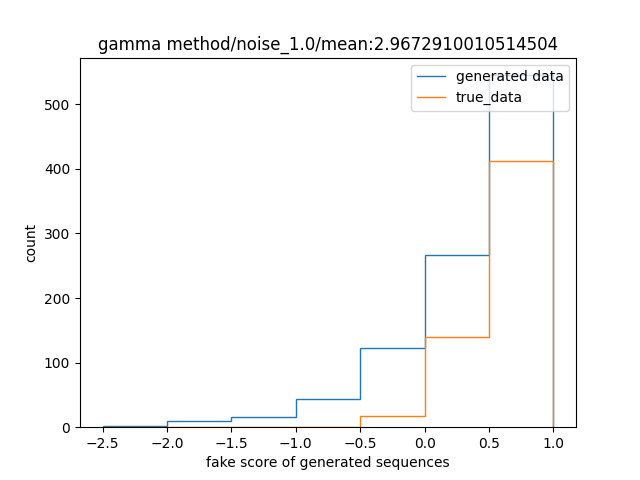 gamma method/noise_1.0/mean:2.9672910010514504
generated data
true_data
500
400
300
200
100
0
count
−2.5 −2.0 −1.5 −1.0 −0.5 0.0 0.5 1.0
fake score of generated sequences